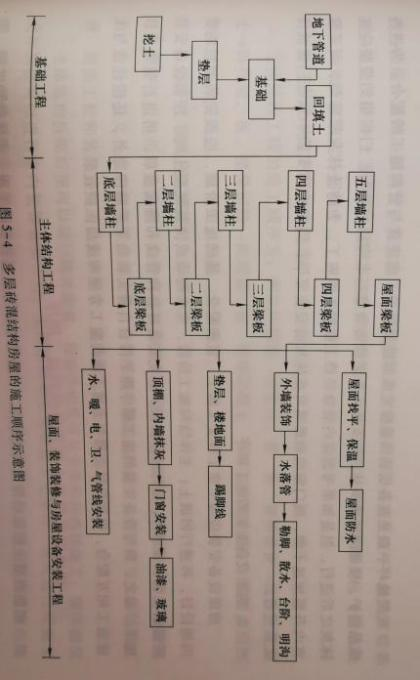 地下管道
回填土
基础
垫层
挖土
五层墙柱
屋面梁板
四层墙柱
四层梁板
三层墙柱
三层梁板
二层墙柱
二层梁板
底层墙柱
底层梁板
屋面找平、保温
屋面防水
外墙装饰
水落管
勒脚、散水、台阶、明沟
垫层、楼地面
踢脚线
顶棚、内墙抹灰
门窗安装
油漆、玻璃
水、暖、电、卫、气管线安装
基础工程
主体结构工程
屋面、装饰装修与房屋设备安装工程
图 5-4 多层砖混结构房屋的施工顺序示意图